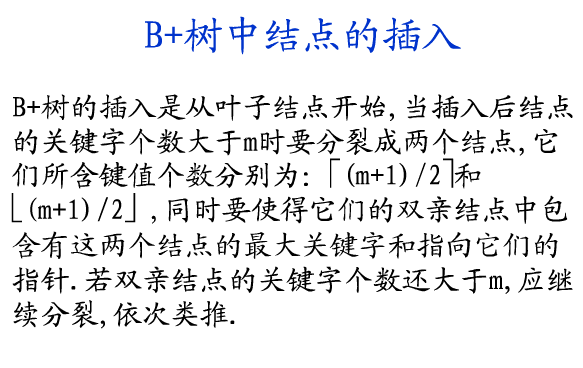 B+树中结点的插入
B+树的插入是从叶子结点开始,当插入后结点
的关键字个数大于m时要分裂成两个结点,它
们所含键值个数分别为:⌈(m+1)/2⌉和
⌊(m+1)/2⌋,同时要使得它们的双亲结点中包
含有这两个结点的最大关键字和指向它们的
指针.若双亲结点的关键字个数还大于m,应继
续分裂,依次类推.